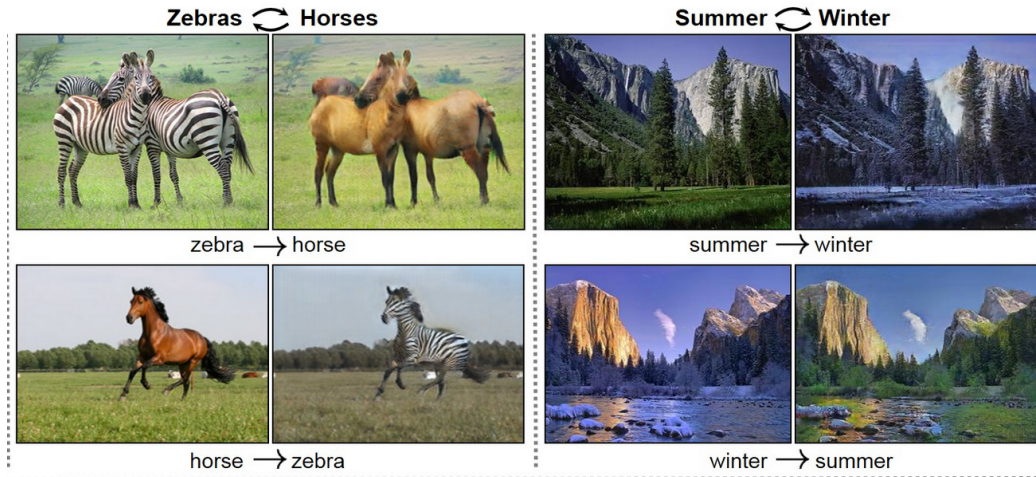 Zebras ⇄ Horses
zebra → horse
horse → zebra
Summer ⇄ Winter
summer → winter
winter → summer